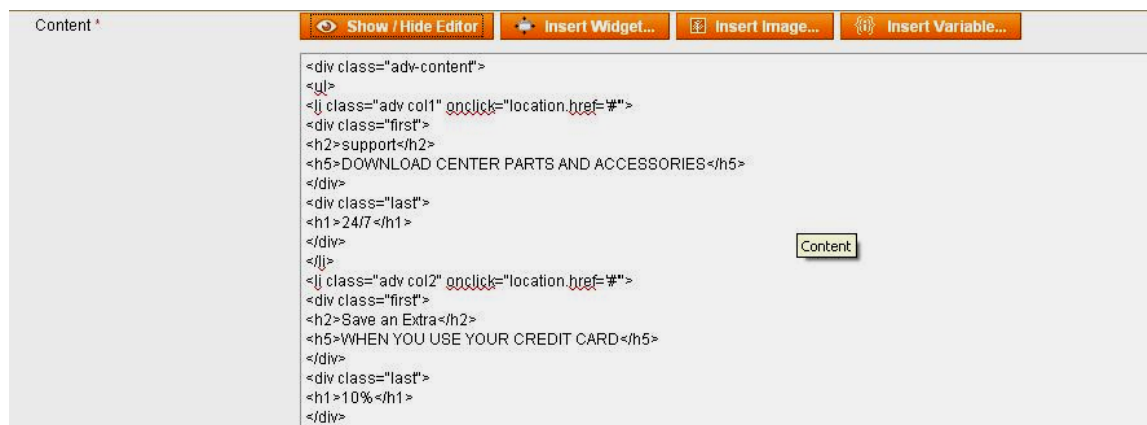 Content *
Show / Hide Editor Insert Widget... Insert Image... {i} Insert Variable...
<div class="adv-content">
<ul>
<li class="adv col1" onclick="location.href='#'">
<div class="first">
<h2>support</h2>
<h5>DOWNLOAD CENTER PARTS AND ACCESSORIES</h5>
</div>
<div class="last">
<h1>24/7</h1>
</div>
Content
</li>
<li class="adv col2" onclick="location.href='#'">
<div class="first">
<h2>Save an Extra</h2>
<h5>WHEN YOU USE YOUR CREDIT CARD</h5>
</div>
<div class="last">
<h1>10%</h1>
</div>